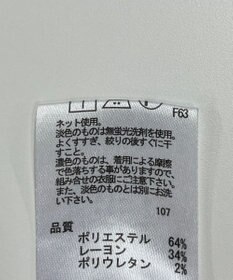 F63
ネット使用。
淡色のものは無蛍光洗剤を使用。
よくすすぎ、絞りの後すぐに干
すこと。
濃色のものは、着用による摩擦
で色落ちする事がありますので、
組み合せの衣服にご注意下さい。
また、淡色のものとは別にお洗
い下さい。
107
品質
ポリエステル 64%
レーヨン 34%
ポリウレタン 2%